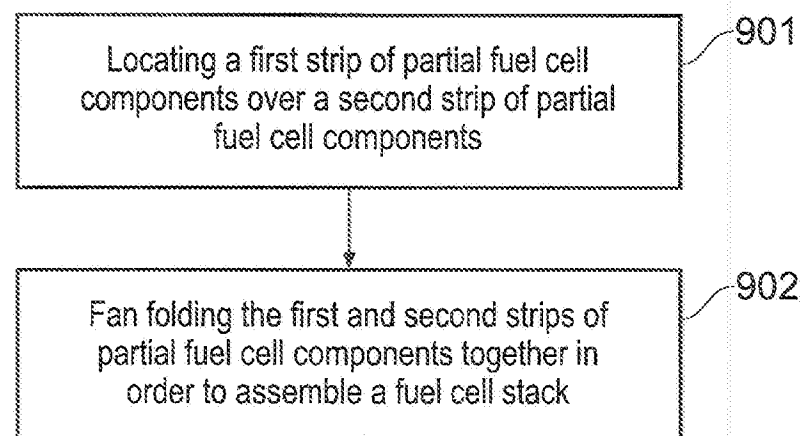 901
Locating a first strip of partial fuel cell
components over a second strip of partial
fuel cell components
902
Fan folding the first and second strips of
partial fuel cell components together in
order to assemble a fuel cell stack